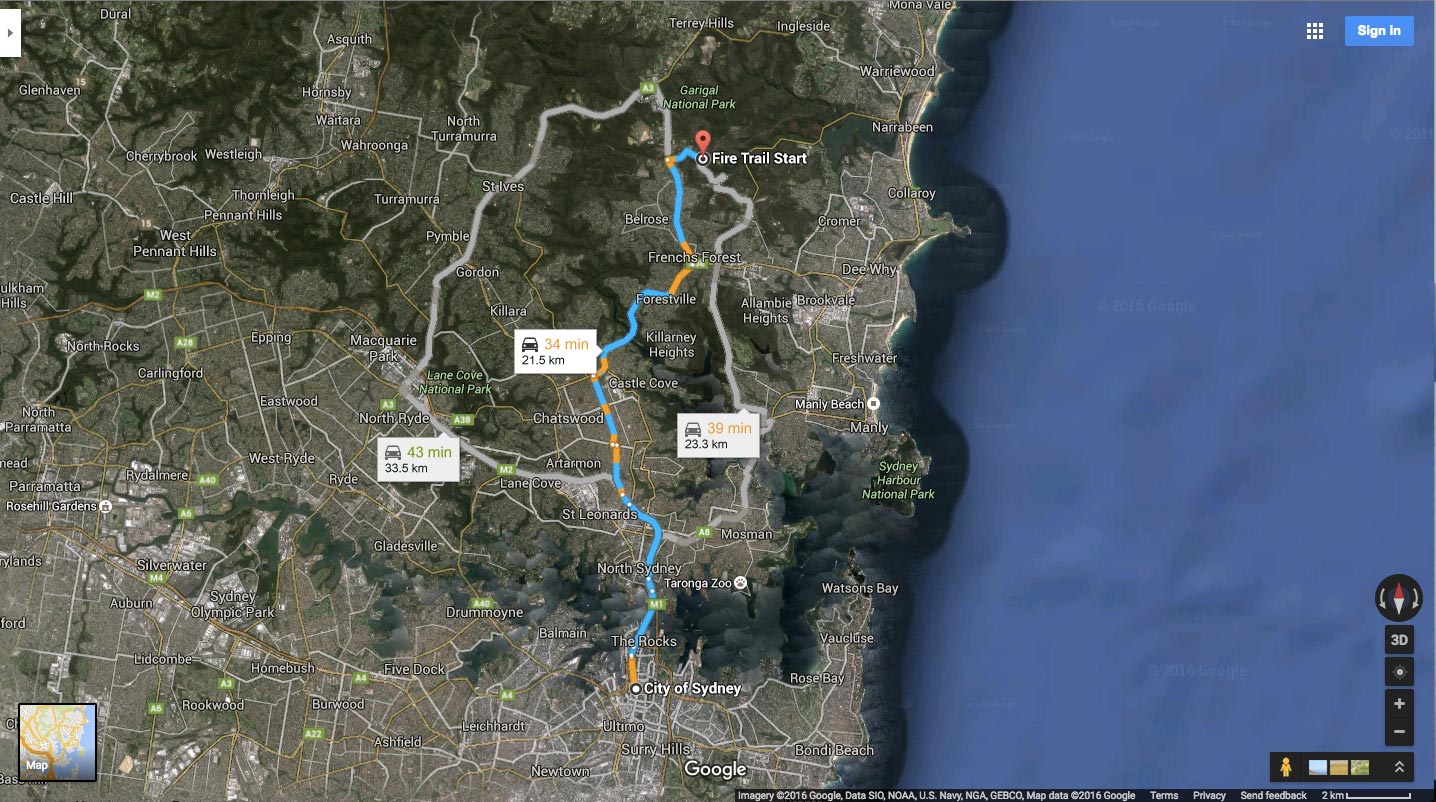 Dural
Terrey Hills
Mona Vale
Ingleside
Asquith
Sign in
Warriewood
15
A3
Glenhaven
Hornsby
Garigal
National Park
Waitara
North
Turramurra
Narrabeen
Wahroonga
Cherrybrook
Westleigh
Fire Trail Start
St Ives
Castle Hill
Thornleigh
Turramurra
Collaroy
Pennant Hills
15
Belrose
Cromer
West
Pennant Hills
Pymble
Frenchs Forest
Dee Why
Gordon
Hills
M2
Forestville
Allambie
Heights
Brookvale
Killara
© 2016 Google
Epping
Macquarie
Park
A28
North Rocks
34 min
21.5 km
Killarney
Heights
Freshwater
Carlingford
Lane Cove
National Park
Castle Cove
Eastwood
A3
Manly Beach
North
Parramatta
North Ryde
A38
Chatswood
Manly
39 min
23.3 km
43 min
33.5 km
West Ryde
Artarmon
M2
Sydney
Harbour
National Park
Rydalmere
A40
Ryde
Lane Cove
Parramatta
Rosehill Gardens
A6
St Leonards
A8
Mosman
Gladesville
Silverwater
M4
North Sydney
Taronga Zoo
Watsons Bay
Auburn
Sydney
Olympic Park
A40
Drummoyne
M1
Balmain
The Rocks
Vaucluse
3D
Lidcombe
Homebush
Five Dock
A3
A4
Rose Bay
City of Sydney
A4
A6
Rookwood
Burwood
Leichhardt
Ultimo
A22
Ashfield
Surry Hills
Bondi Beach
Map
Newtown
Google
Imagery ©2016 Google, Data SIO, NOAA, U.S. Navy, NGA, GEBCO, Map data ©2016 Google Terms Privacy Send feedback 2 km